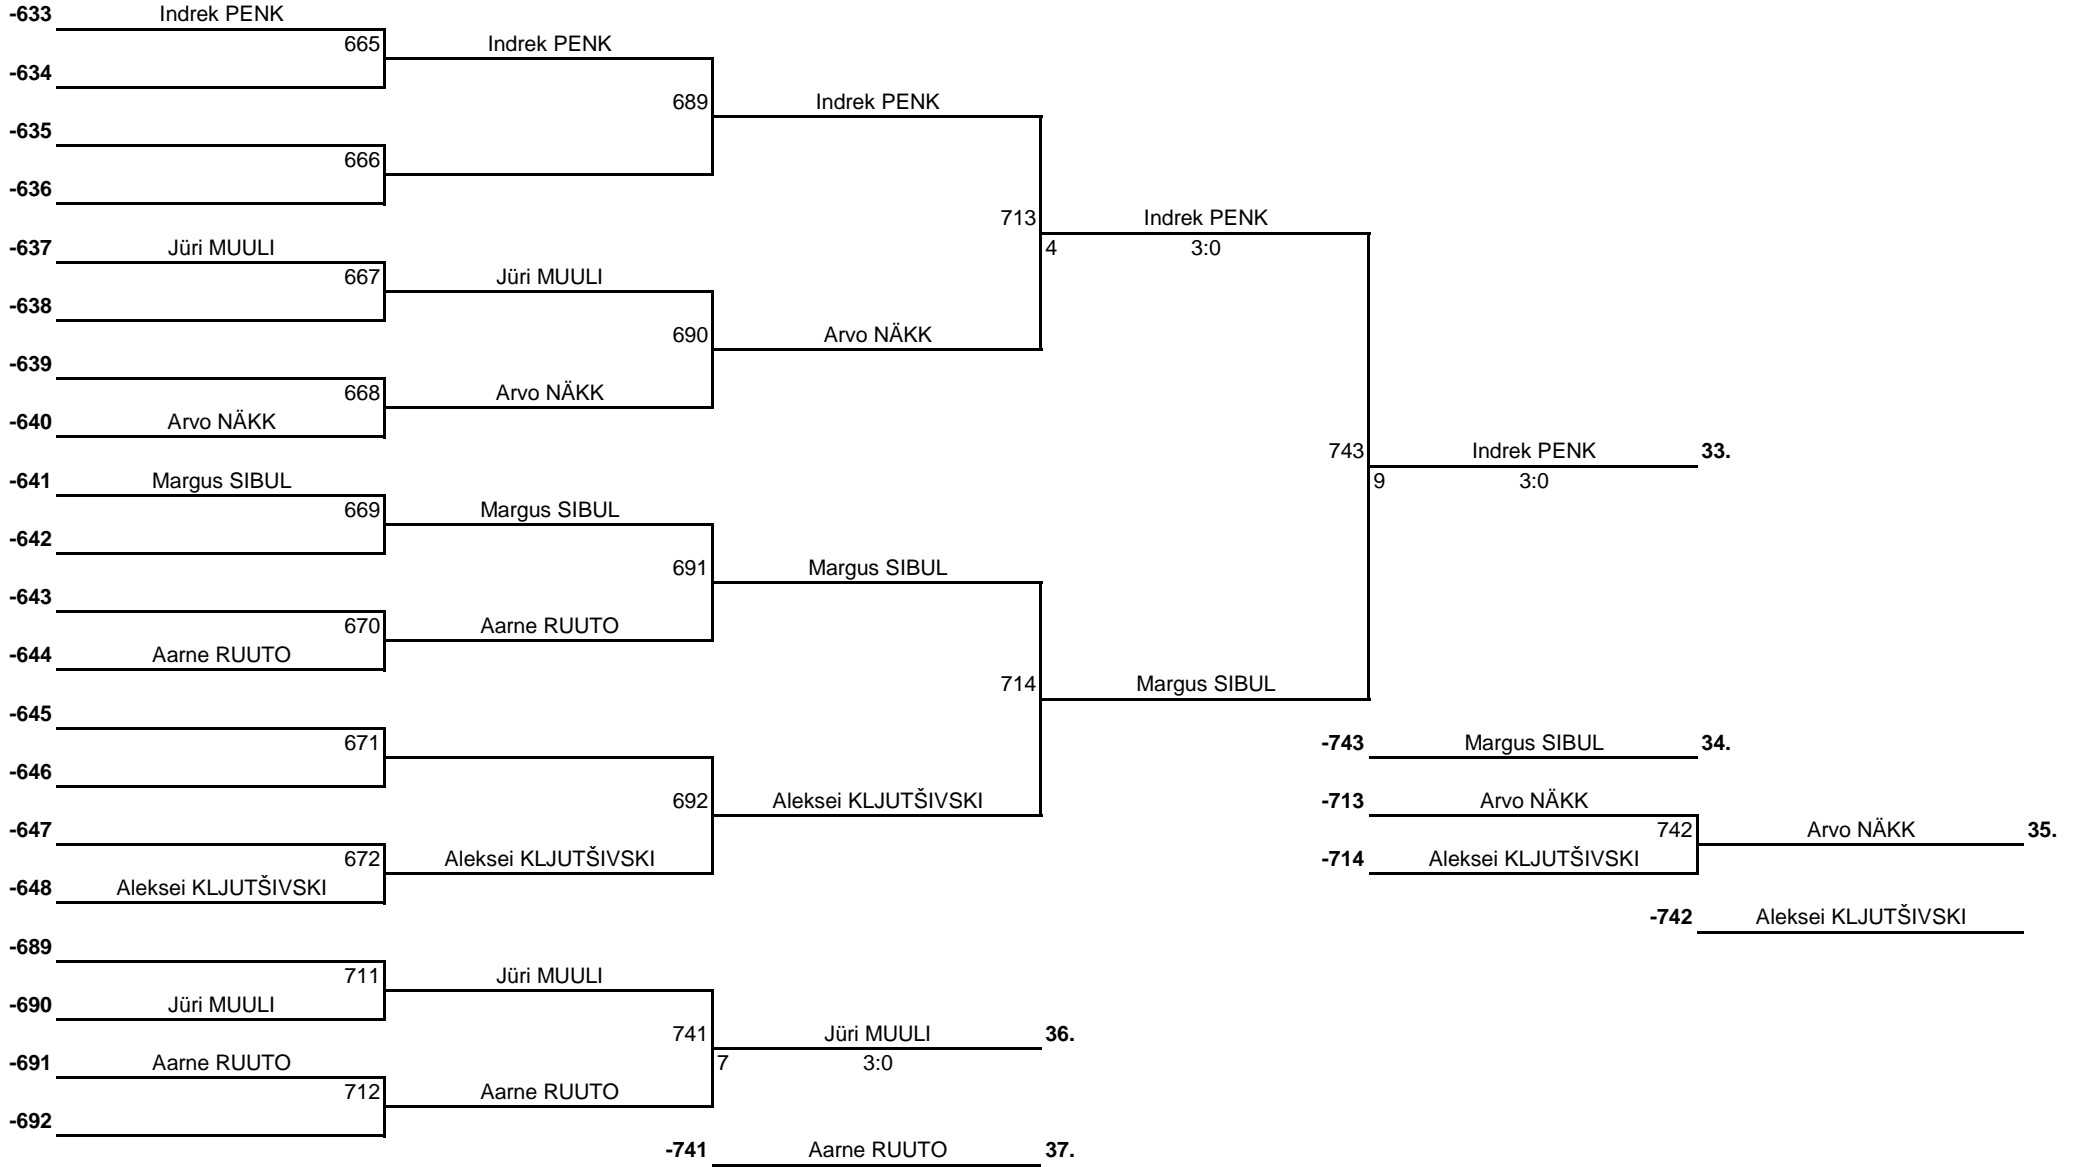 -633 Indrek PENK
665 Indrek PENK
-634
689 Indrek PENK
-635
666
-636
713 Indrek PENK
-637 Jüri MUULI
4 3:0
667 Jüri MUULI
-638
690 Arvo NÄKK
-639
668 Arvo NÄKK
-640 Arvo NÄKK
743 Indrek PENK 33.
-641 Margus SIBUL
9 3:0
669 Margus SIBUL
-642
691 Margus SIBUL
-643
670 Aarne RUUTO
-644 Aarne RUUTO
714 Margus SIBUL
-645
671
-743 Margus SIBUL 34.
-646
692 Aleksei KLJUTŠIVSKI
-713 Arvo NÄKK
-647
742 Arvo NÄKK 35.
672 Aleksei KLJUTŠIVSKI
-714 Aleksei KLJUTŠIVSKI
-648 Aleksei KLJUTŠIVSKI
-742 Aleksei KLJUTŠIVSKI
-689
711 Jüri MUULI
-690 Jüri MUULI
741 Jüri MUULI 36.
-691 Aarne RUUTO
7 3:0
712 Aarne RUUTO
-692
-741 Aarne RUUTO 37.